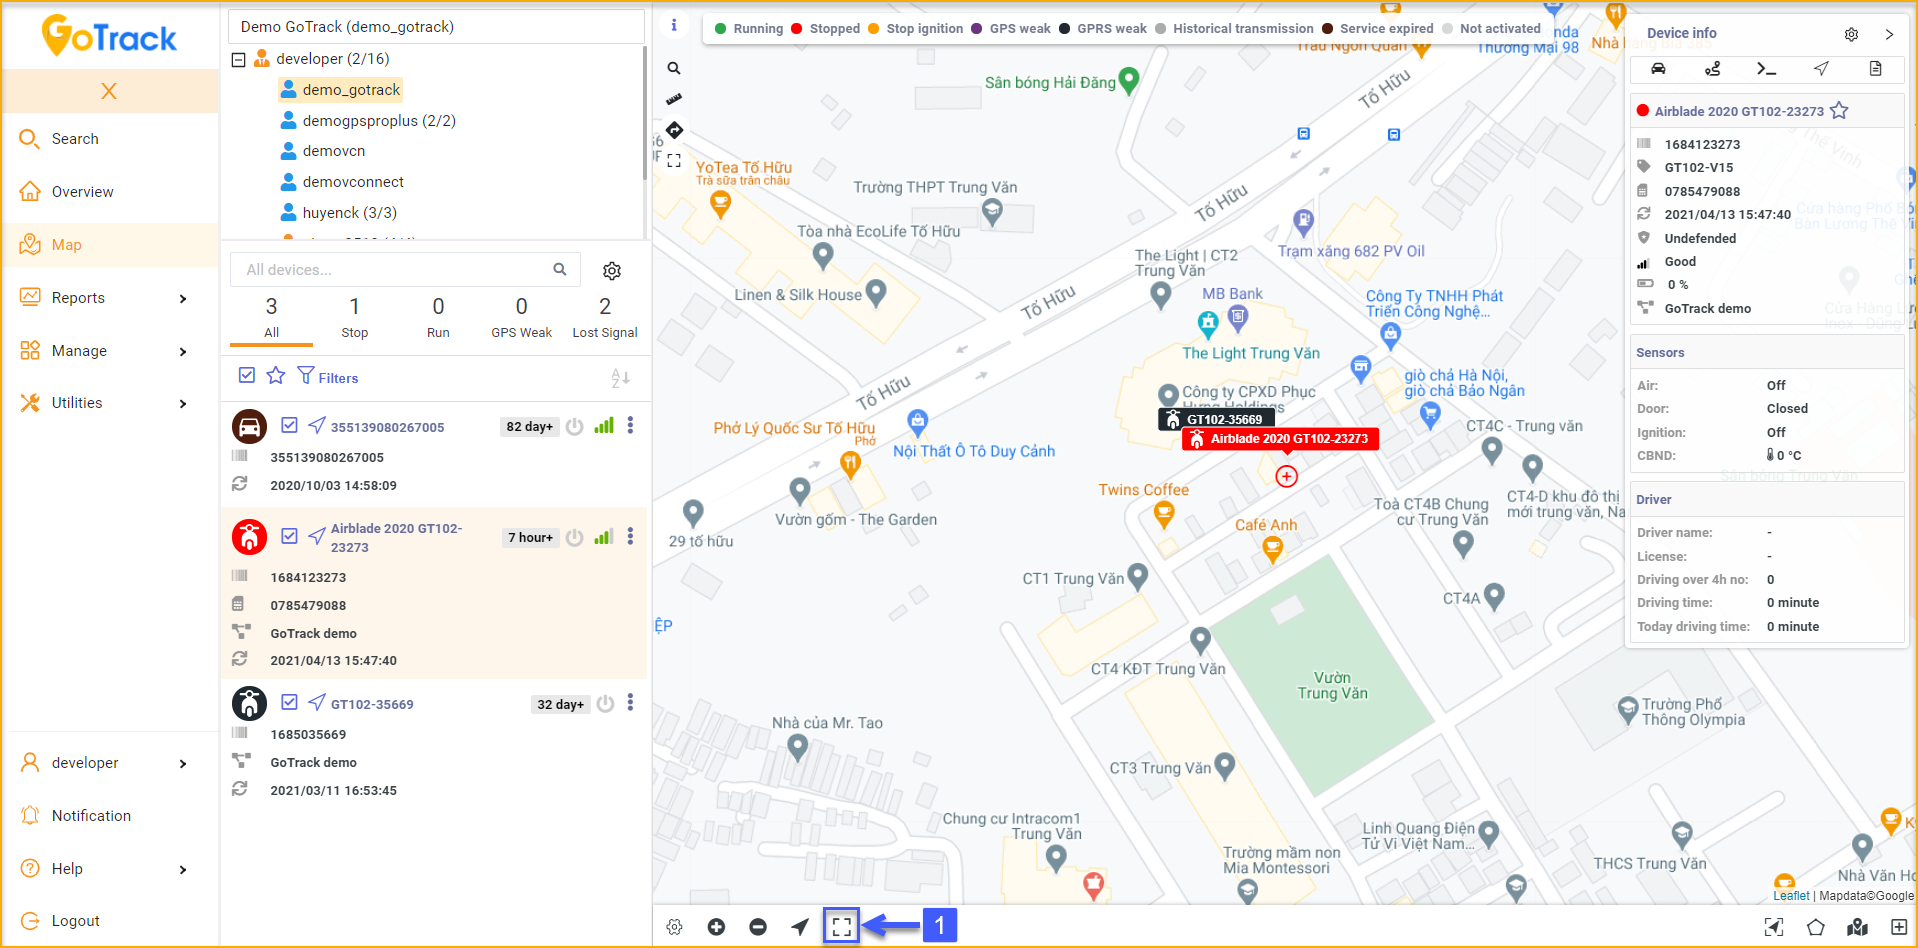 GoTrack
X
Search
Overview
Map
Reports
Manage
Utilities
developer
Notification
Help
Logout
Demo GoTrack (demo_gotrack)
developer (2/16)
demo_gotrack
demogpsproplus (2/2)
demovcn
demovconnect
huyenck (3/3)
All devices...
3 1 0 0 2
All Stop Run GPS Weak Lost Signal
Filters
355139080267005 82 day+
355139080267005
2020/10/03 14:58:09
Airblade 2020 GT102-
23273
7 hour+
1684123273
0785479088
GoTrack demo
2021/04/13 15:47:40
GT102-35669 32 day+
1685035669
GoTrack demo
2021/03/11 16:53:45
Running Stopped Stop ignition GPS weak GPRS weak Historical transmission Service expired Not activated
Thương Mại 98
Trâu Ngon Quán
Sân bóng Hải Đăng
Tố Hữu
YoTea Tố Hữu
Trà sữa trân châu
Trường THPT Trung Văn
Tố Hữu
Tòa nhà EcoLife Tố Hữu
Trạm xăng 682 PV Oil
The Light | CT2
Trung Văn
Linen & Silk House
Tố Hữu
MB Bank
Công Ty TNHH Phát
Triển Công Nghệ...
The Light Trung Văn
giò chả Hà Nội,
giò chả Bảo Ngân
Tố Hữu
Công ty CPXD Phục
Hưng Holdings
GT102-35669
Airblade 2020 GT102-23273
Phở Lý Quốc Sư Tố Hữu
Phở
Nội Thất Ô Tô Duy Cảnh
CT4C - Trung văn
Twins Coffee
Toà CT4B Chung
cư Trung Văn
CT4-D khu đô thị
mới trung văn, Na
Vườn gốm - The Garden
Café Anh
29 tố hữu
CT1 Trung Văn
CT4A
ỆP
CT4 KĐT Trung Văn
Vườn
Trung Văn
Trường Phổ
Thông Olympia
Nhà của Mr. Tao
CT3 Trung Văn
Chung cư Intracom1
Trung Văn
Linh Quang Điện
Tử Vi Việt Nam...
Trường mầm non
Mia Montessori
THCS Trung Văn
Nhà Văn Ho
Leaflet | Mapdata©Google
1
Device info
Airblade 2020 GT102-23273
1684123273
GT102-V15
0785479088
2021/04/13 15:47:40
Undefended
Good
0 %
GoTrack demo
Sensors
Air: Off
Door: Closed
Ignition: Off
CBND: 0 °C
Driver
Driver name: -
License: -
Driving over 4h no: 0
Driving time: 0 minute
Today driving time: 0 minute